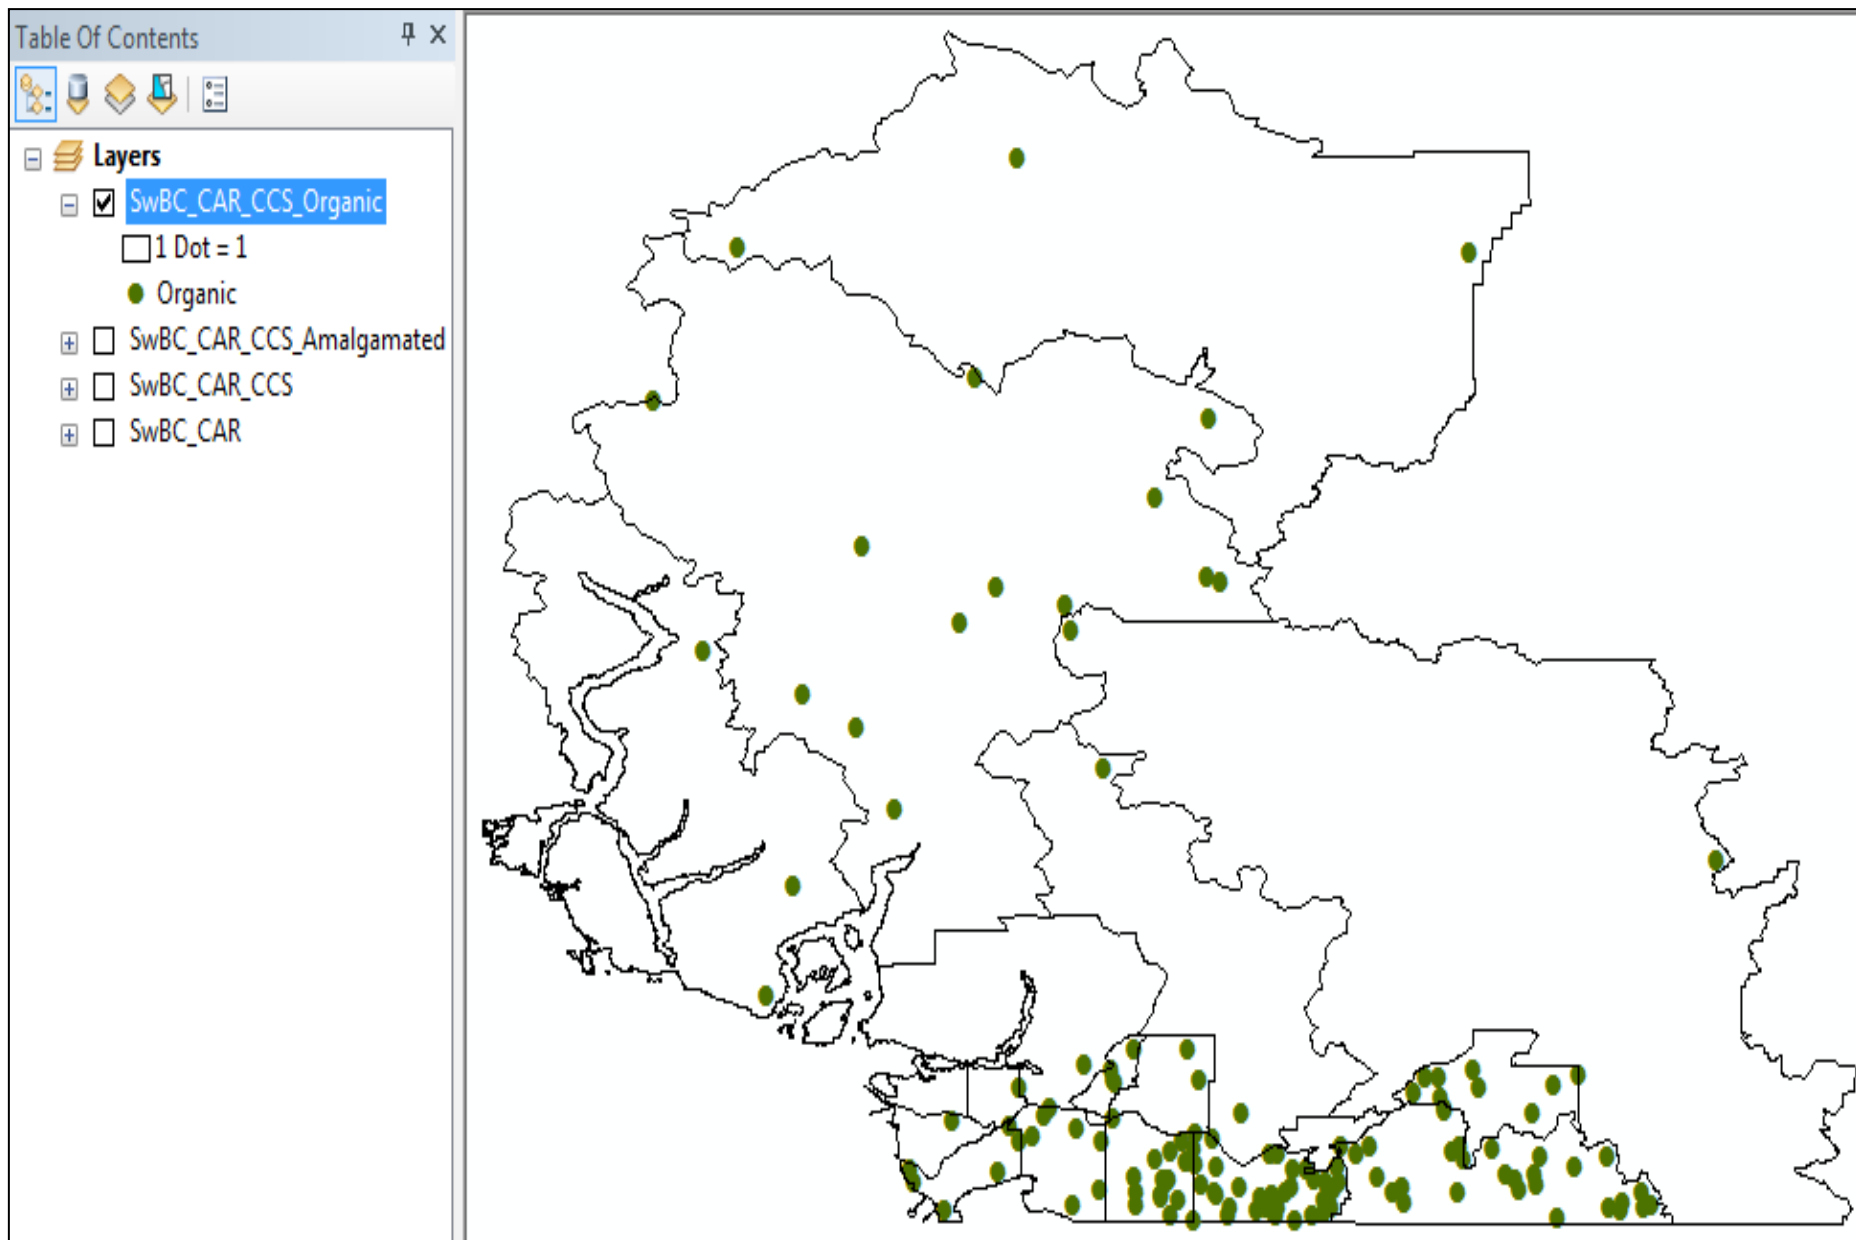 Table Of Contents
Layers
SwBC_CAR_CCS_Organic
1 Dot = 1
Organic
SwBC_CAR_CCS_Amalgamated
SwBC_CAR_CCS
SwBC_CAR